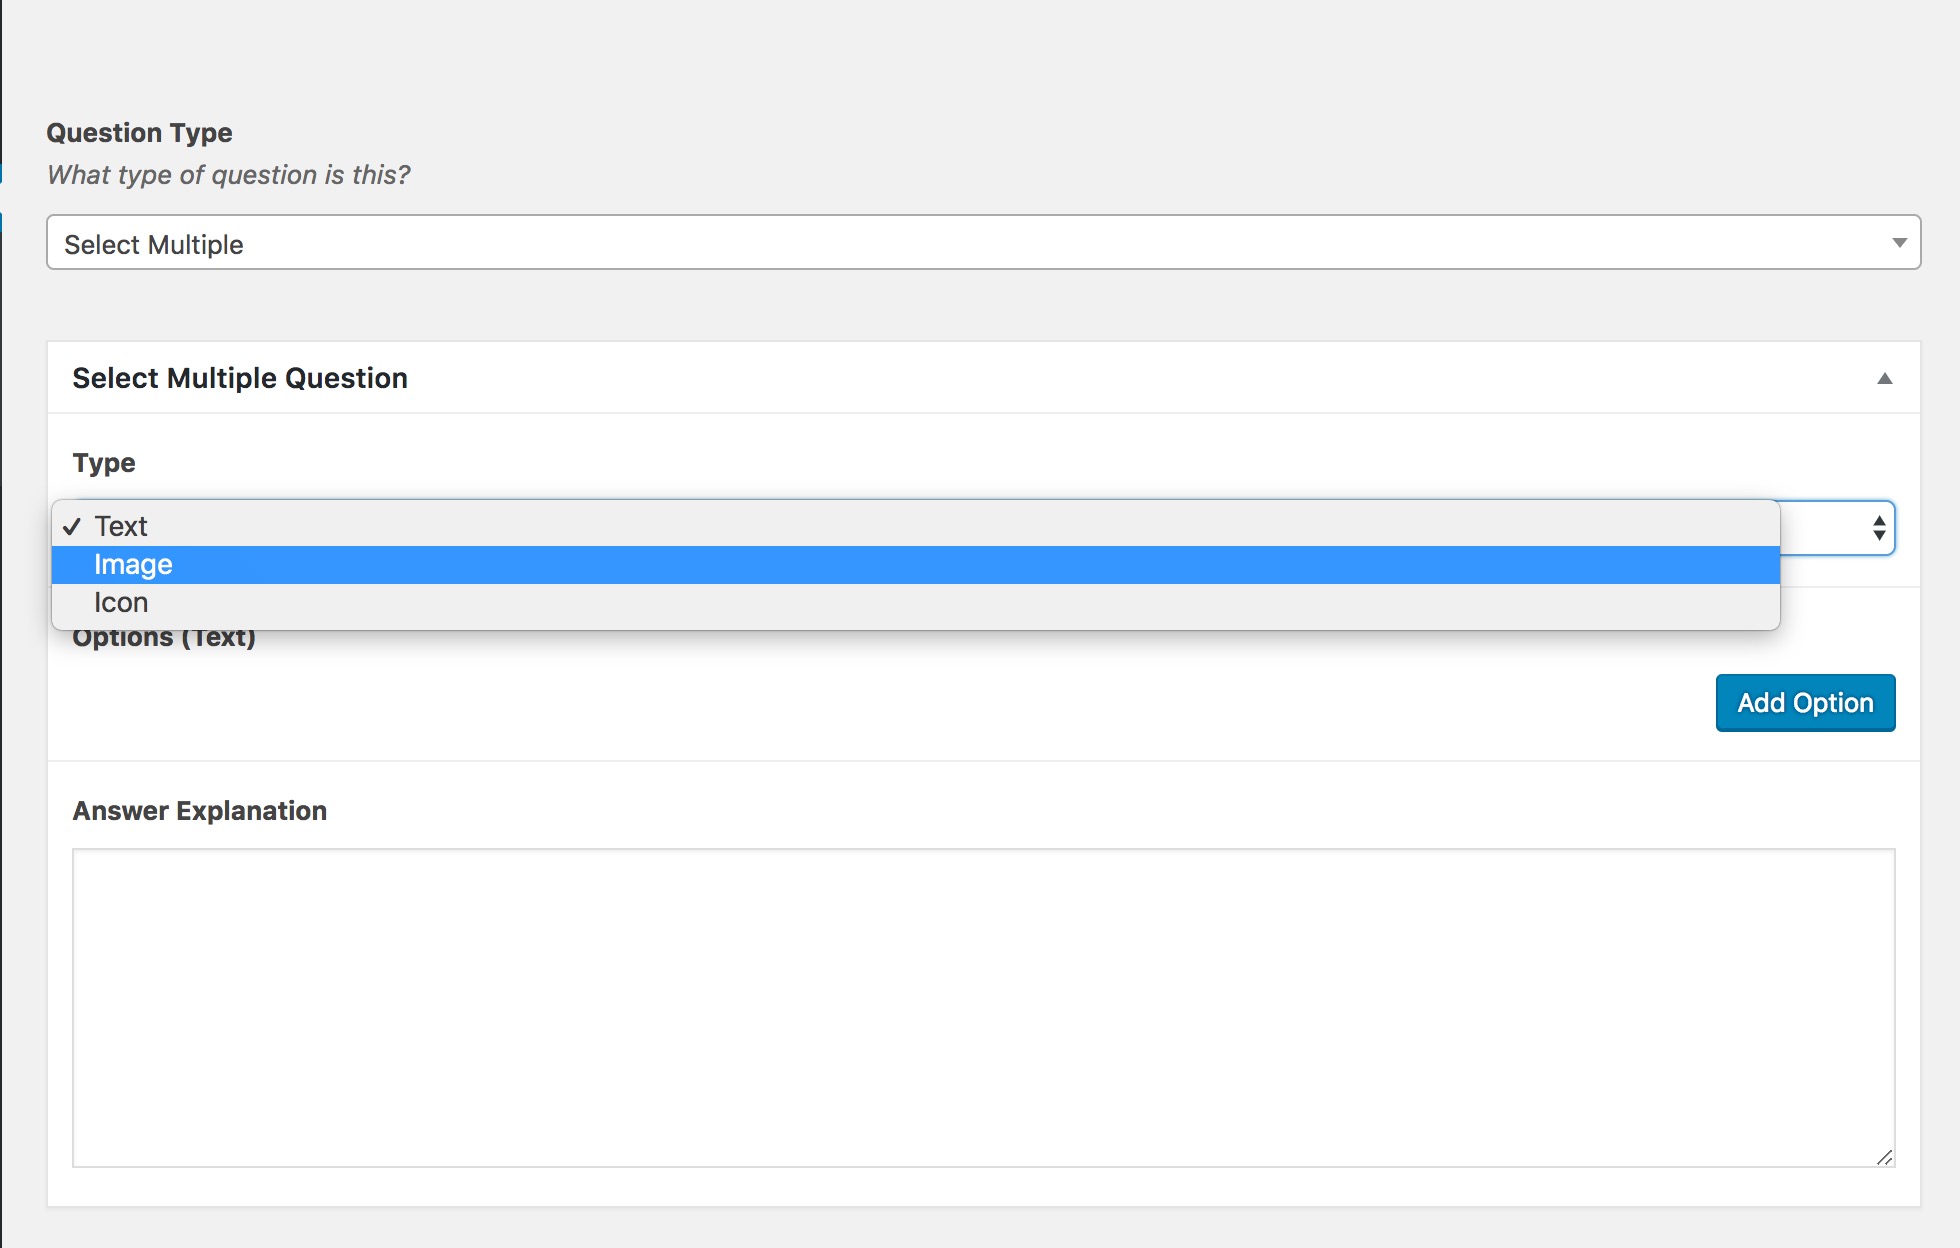 Question Type
What type of question is this?
Select Multiple
Select Multiple Question
Type
✓ Text
Image
Icon
Options (Text)
Add Option
Answer Explanation